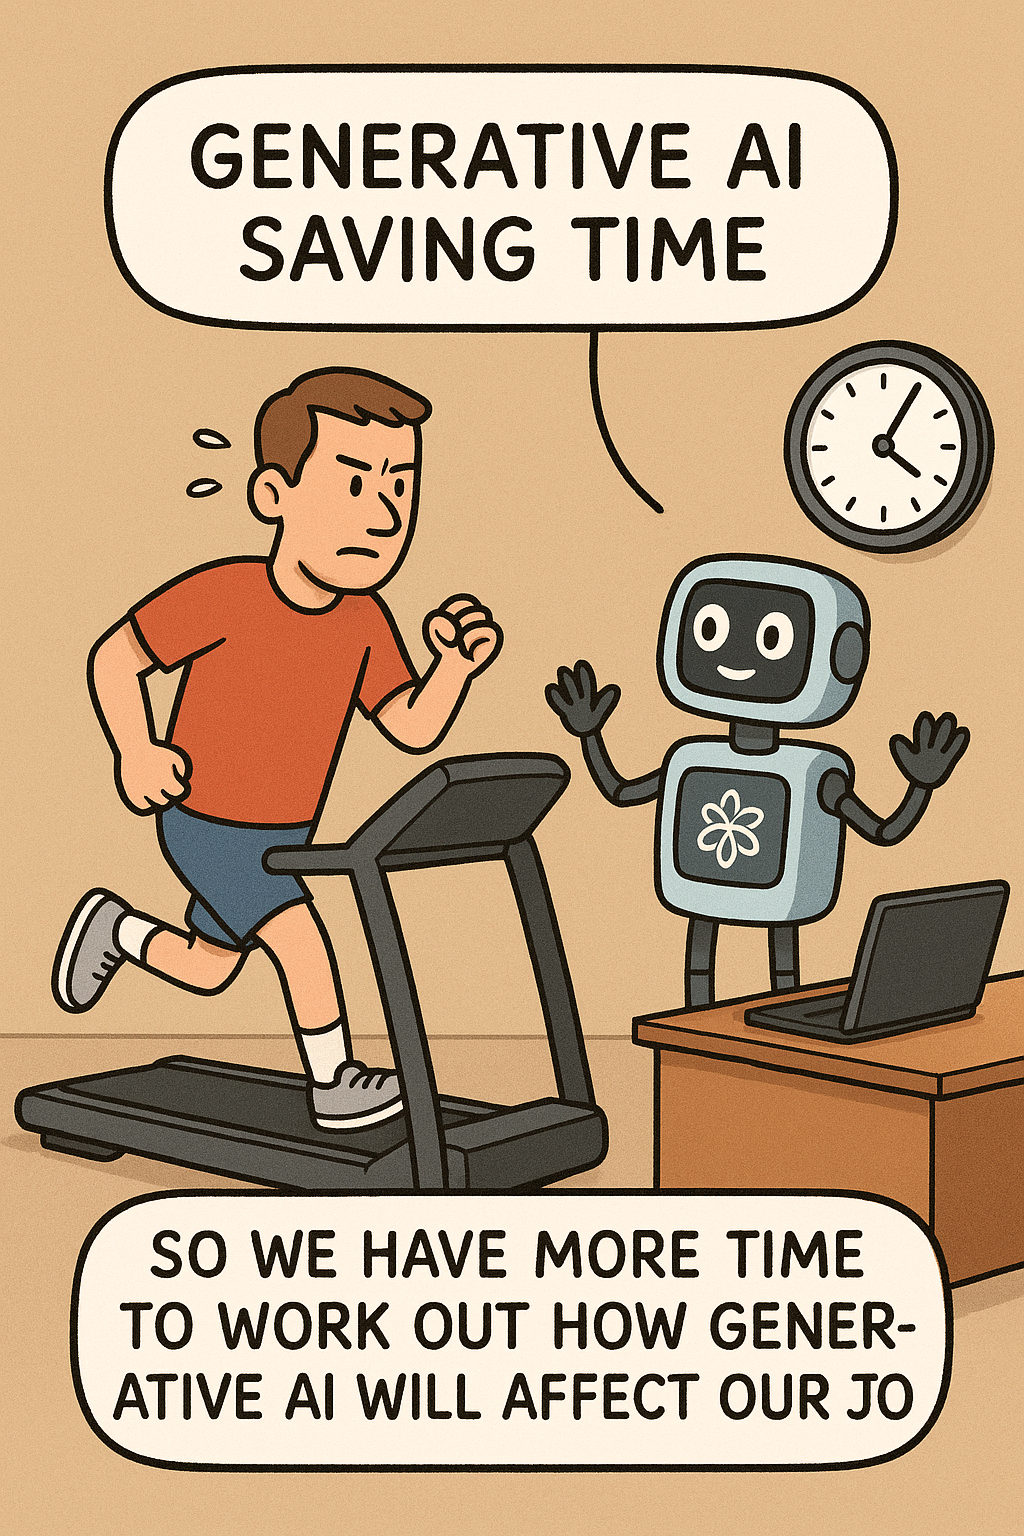 GENERATIVE AI
SAVING TIME
SO WE HAVE MORE TIME
TO WORK OUT HOW GENER-
ATIVE AI WILL AFFECT OUR JO